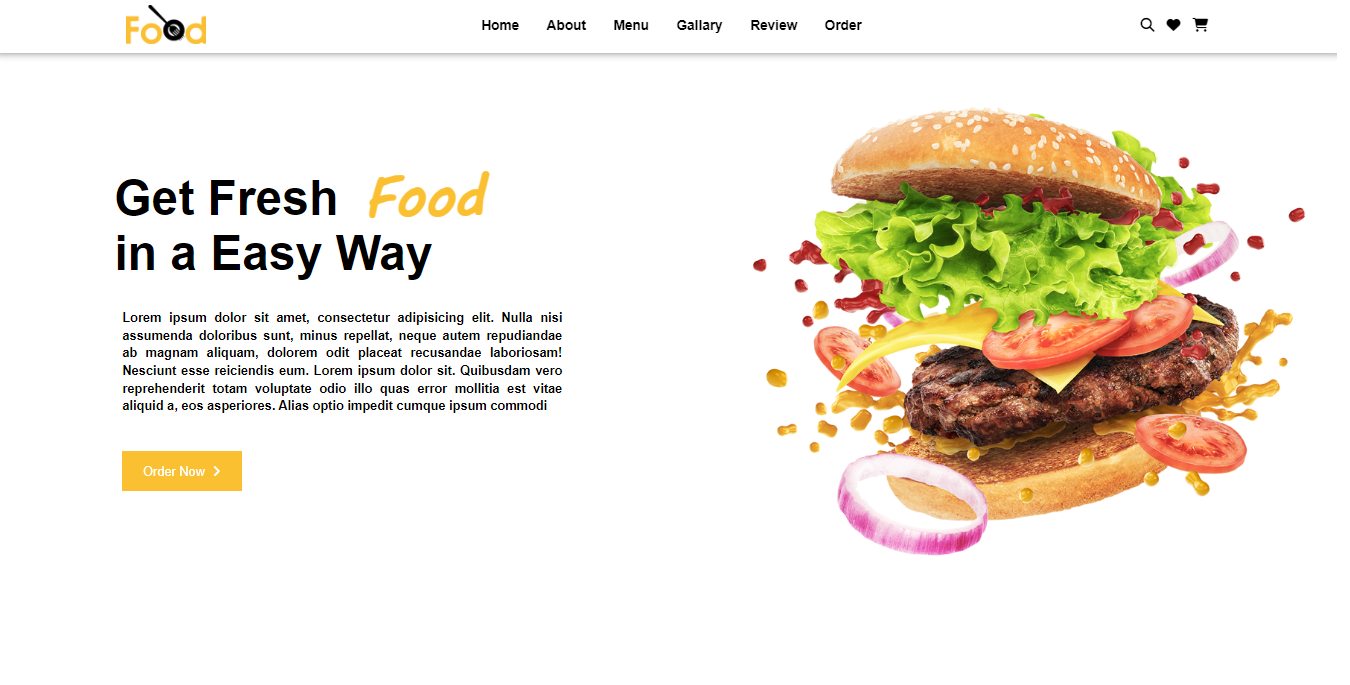 Food
Home About Menu Gallary Review Order
Get Fresh Food
in a Easy Way
Lorem ipsum dolor sit amet, consectetur adipisicing elit. Nulla nisi
assumenda doloribus sunt, minus repellat, neque autem repudiandae
ab magnam aliquam, dolorem odit placeat recusandae laboriosam!
Nesciunt esse reiciendis eum. Lorem ipsum dolor sit. Quibusdam vero
reprehenderit totam voluptate odio illo quas error mollitia est vitae
aliquid a, eos asperiores. Alias optio impedit cumque ipsum commodi
Order Now